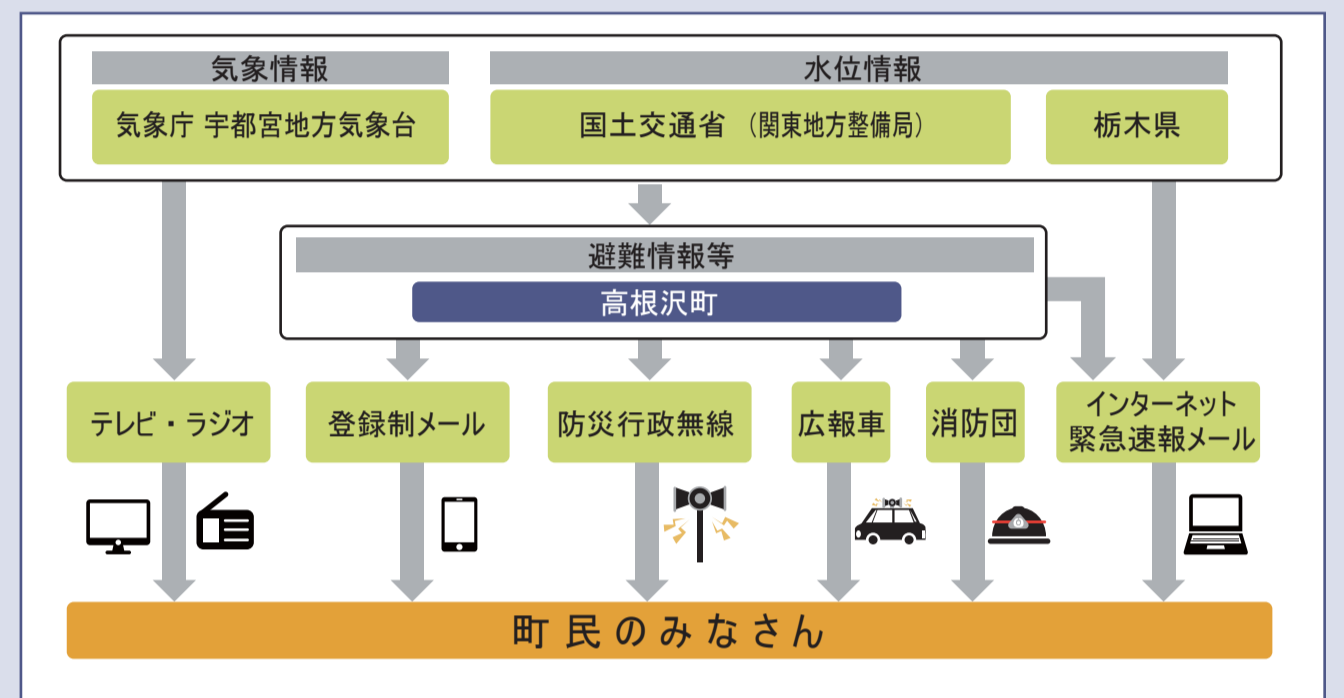 気象情報
水位情報
気象庁 宇都宮地方気象台
国土交通省 (関東地方整備局)
栃木県
避難情報等
高根沢町
テレビ・ラジオ
登録制メール
防災行政無線
広報車
消防団
インターネット
緊急速報メール
町民のみなさん